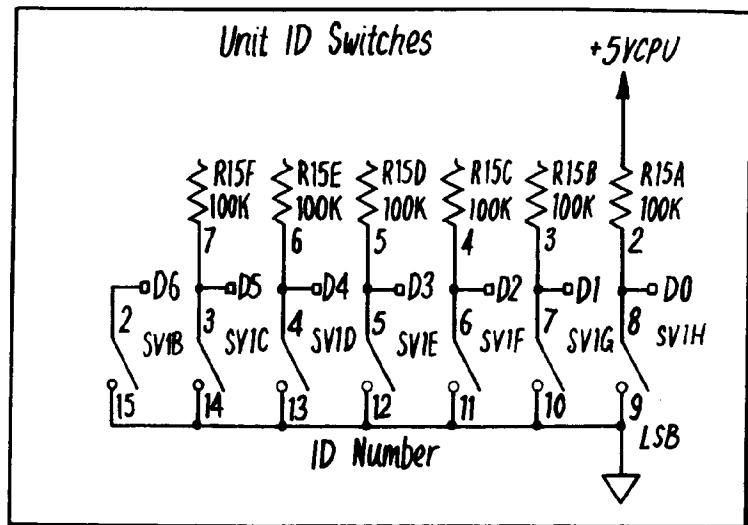 Unit ID Switches
+5VCPU
R15F R15E R15D R15C R15B R15A
100K 100K 100K 100K 100K 100K
7 6 5 4 3 2
D6 D5 D4 D3 D2 D1 D0
2 3 4 5 6 7 8
SV1B SV1C SV1D SV1E SV1F SV1G SV1H
15 14 13 12 11 10 9
ID Number
LSB